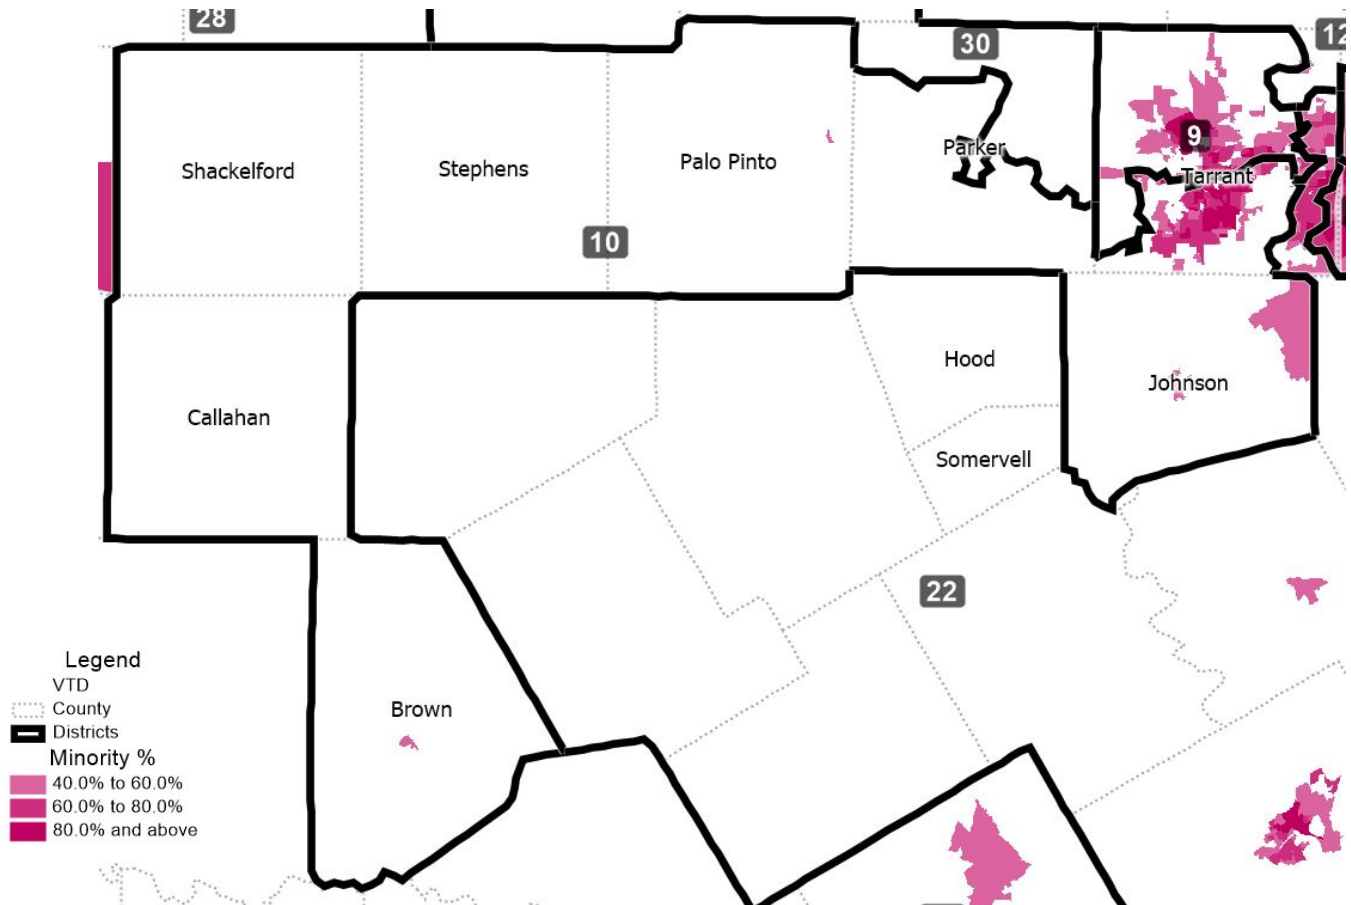 28
30
12
9
Shackelford
Stephens
Palo Pinto
Parker
Tarrant
10
Hood
Johnson
Callahan
Somervell
22
Brown
Legend
VTD
County
Districts
Minority %
40.0% to 60.0%
60.0% to 80.0%
80.0% and above